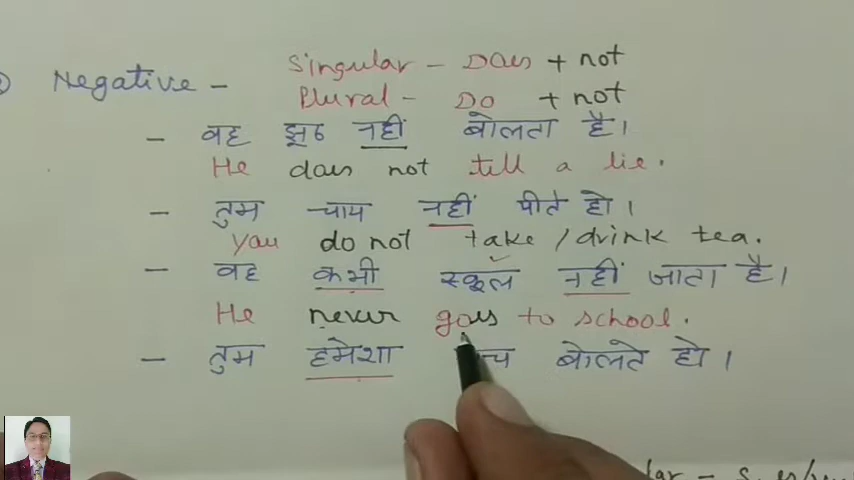 Negative - Singular - Does + not
Plural - Do + not
- वह झूठ नहीं बोलता है।
He does not tell a lie.
- तुम चाय नहीं पीते हो।
you do not take / drink tea.
- वह कभी स्कूल नहीं जाता है।
He never goes to school.
- तुम हमेशा बोलते हो।